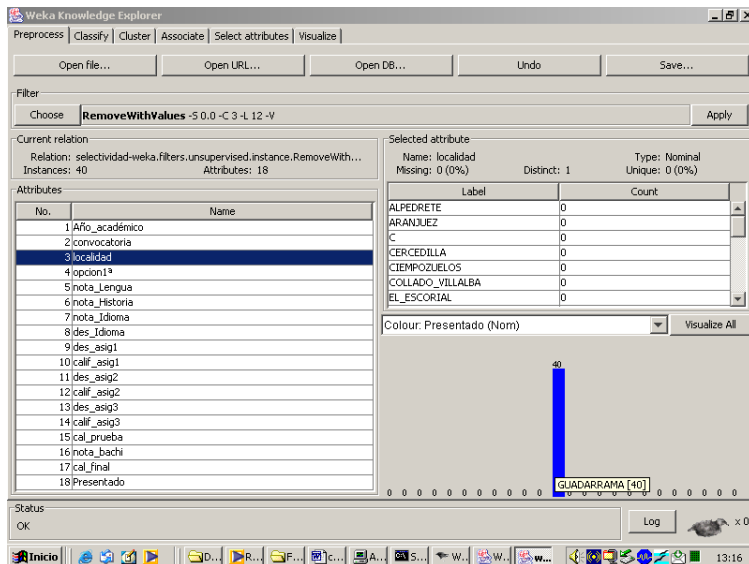 Weka Knowledge Explorer
Preprocess Classify Cluster Associate Select attributes Visualize
Open file... Open URL... Open DB... Undo Save...
Filter
Choose RemoveWithValues -S 0.0 -C 3 -L 12 -V Apply
Current relation
Relation: selectividad-weka.filters.unsupervised.instance.RemoveWith...
Instances: 40 Attributes: 18
Attributes
No. Name
1 Año_académico
2 convocatoria
3 localidad
4 opcion1ª
5 nota_Lengua
6 nota_Historia
7 nota_Idioma
8 des_Idioma
9 des_asig1
10 calif_asig1
11 des_asig2
12 calif_asig2
13 des_asig3
14 calif_asig3
15 cal_prueba
16 nota_bachi
17 cal_final
18 Presentado
Selected attribute
Name: localidad Type: Nominal
Missing: 0 (0%) Distinct: 1 Unique: 0 (0%)
Label Count
ALPEDRETE 0
ARANJUEZ 0
C 0
CERCEDILLA 0
CIEMPOZUELOS 0
COLLADO_VILLALBA 0
EL_ESCORIAL 0
Colour: Presentado (Nom) Visualize All
40
GUADARRAMA [40]
0 0 0 0 0 0 0 0 0 0 0 0 0 0 0 0 0 0 0 0
Status
OK Log x 0
Inicio D... R... F... c... A... S... W... W... w... 13:16